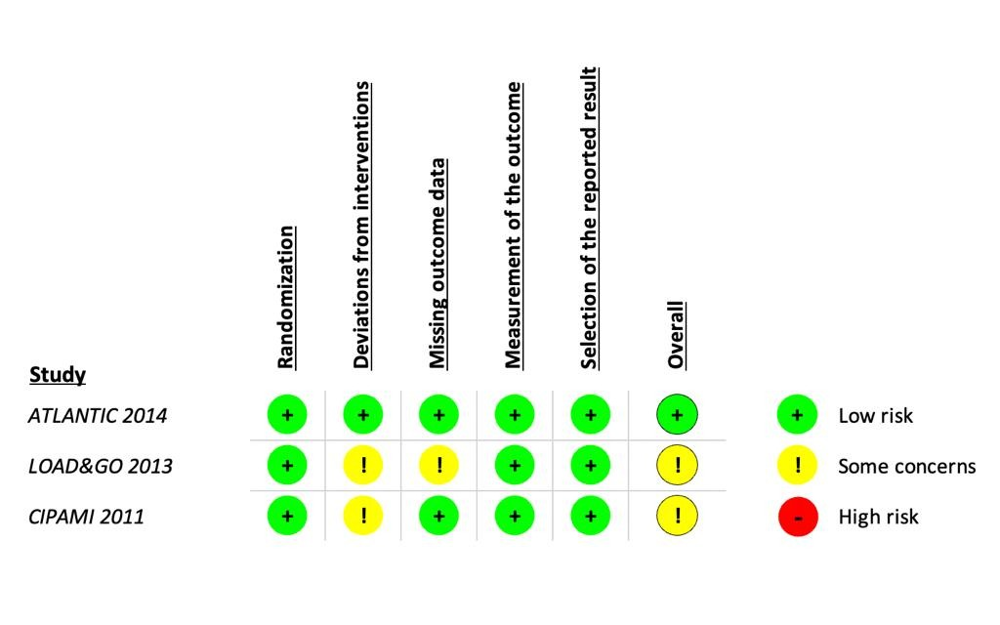 Randomization
Deviations from interventions
Missing outcome data
Measurement of the outcome
Selection of the reported result
Overall
Study
ATLANTIC 2014 + + + + + + + Low risk
LOAD&GO 2013 + ! ! + + ! ! Some concerns
CIPAMI 2011 + ! + + + ! - High risk